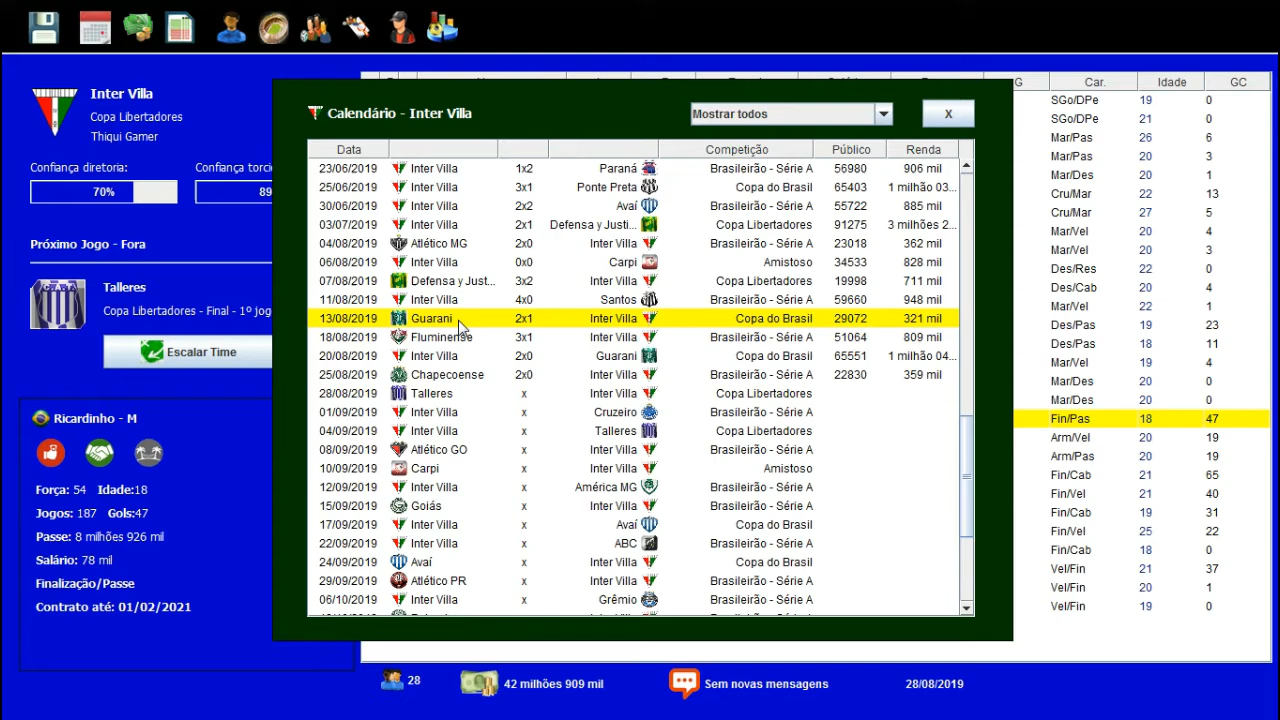 Inter Villa
Copa Libertadores
Thiqui Gamer
Confiança diretoria:
Confiança torcid
70%
89
Próximo Jogo - Fora
Talleres
Copa Libertadores - Final - 1º jog
Escalar Time
Ricardinho - M
Força: 54 Idade:18
Jogos: 187 Gols:47
Passe: 8 milhões 926 mil
Salário: 78 mil
Finalização/Passe
Contrato até: 01/02/2021
Calendário - Inter Villa
Mostrar todos
X
Data Competição Público Renda
23/06/2019 Inter Villa 1x2 Paraná Brasileirão - Série A 56980 906 mil
25/06/2019 Inter Villa 3x1 Ponte Preta Copa do Brasil 65403 1 milhão 03...
30/06/2019 Inter Villa 2x2 Avaí Brasileirão - Série A 55722 885 mil
03/07/2019 Inter Villa 2x1 Defensa y Justi... Copa Libertadores 91275 3 milhões 2...
04/08/2019 Atlético MG 2x0 Inter Villa Brasileirão - Série A 23018 362 mil
06/08/2019 Inter Villa 0x0 Carpi Amistoso 34533 828 mil
07/08/2019 Defensa y Just... 3x2 Inter Villa Copa Libertadores 19998 711 mil
11/08/2019 Inter Villa 4x0 Santos Brasileirão - Série A 59660 948 mil
13/08/2019 Guarani 2x1 Inter Villa Copa do Brasil 29072 321 mil
18/08/2019 Fluminense 3x1 Inter Villa Brasileirão - Série A 51064 809 mil
20/08/2019 Inter Villa 2x0 Guarani Copa do Brasil 65551 1 milhão 04...
25/08/2019 Chapecoense 2x0 Inter Villa Brasileirão - Série A 22830 359 mil
28/08/2019 Talleres x Inter Villa Copa Libertadores
01/09/2019 Inter Villa x Cruzeiro Brasileirão - Série A
04/09/2019 Inter Villa x Talleres Copa Libertadores
08/09/2019 Atlético GO x Inter Villa Brasileirão - Série A
10/09/2019 Carpi x Inter Villa Amistoso
12/09/2019 Inter Villa x América MG Brasileirão - Série A
15/09/2019 Goiás x Inter Villa Brasileirão - Série A
17/09/2019 Inter Villa x Avaí Copa do Brasil
22/09/2019 Inter Villa x ABC Brasileirão - Série A
24/09/2019 Avaí x Inter Villa Copa do Brasil
29/09/2019 Atlético PR x Inter Villa Brasileirão - Série A
06/10/2019 Inter Villa x Grêmio Brasileirão - Série A
G Car. Idade GC
SGo/DPe 19 0
SGo/DPe 21 0
Mar/Pas 26 6
Mar/Pas 20 3
Mar/Des 20 1
Cru/Mar 22 13
Cru/Mar 27 5
Mar/Vel 20 4
Mar/Vel 20 3
Des/Res 22 0
Des/Cab 20 4
Mar/Vel 22 1
Des/Pas 19 23
Des/Pas 18 11
Mar/Vel 19 4
Mar/Des 20 0
Mar/Des 20 0
Fin/Pas 18 47
Arm/Vel 20 19
Arm/Pas 20 19
Fin/Cab 21 65
Fin/Vel 21 40
Fin/Cab 19 31
Fin/Vel 25 22
Fin/Cab 18 0
Vel/Fin 21 37
Vel/Fin 20 1
Vel/Fin 19 0
28
42 milhões 909 mil
Sem novas mensagens
28/08/2019